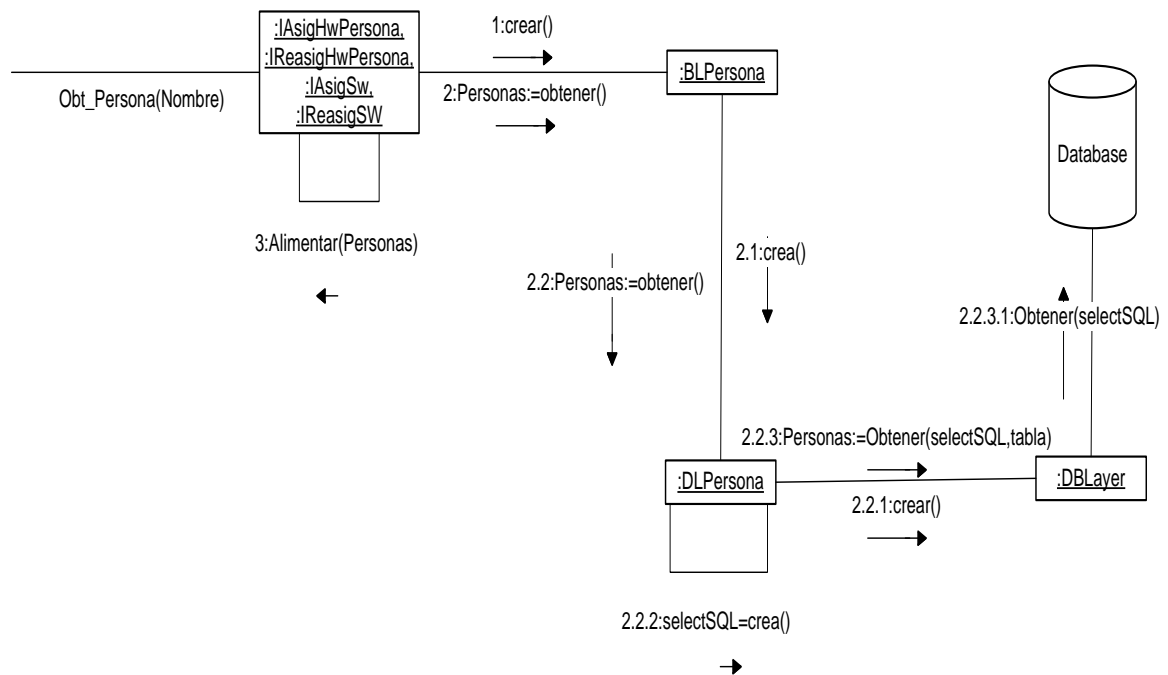 :IAsigHwPersona,
:IReasigHwPersona,
:IAsigSw,
:IReasigSW
1:crear()
:BLPersona
Obt_Persona(Nombre)
2:Personas:=obtener()
Database
3:Alimentar(Personas)
2.1:crea()
2.2:Personas:=obtener()
2.2.3.1:Obtener(selectSQL)
2.2.3:Personas:=Obtener(selectSQL,tabla)
:DLPersona
:DBLayer
2.2.1:crear()
2.2.2:selectSQL=crea()